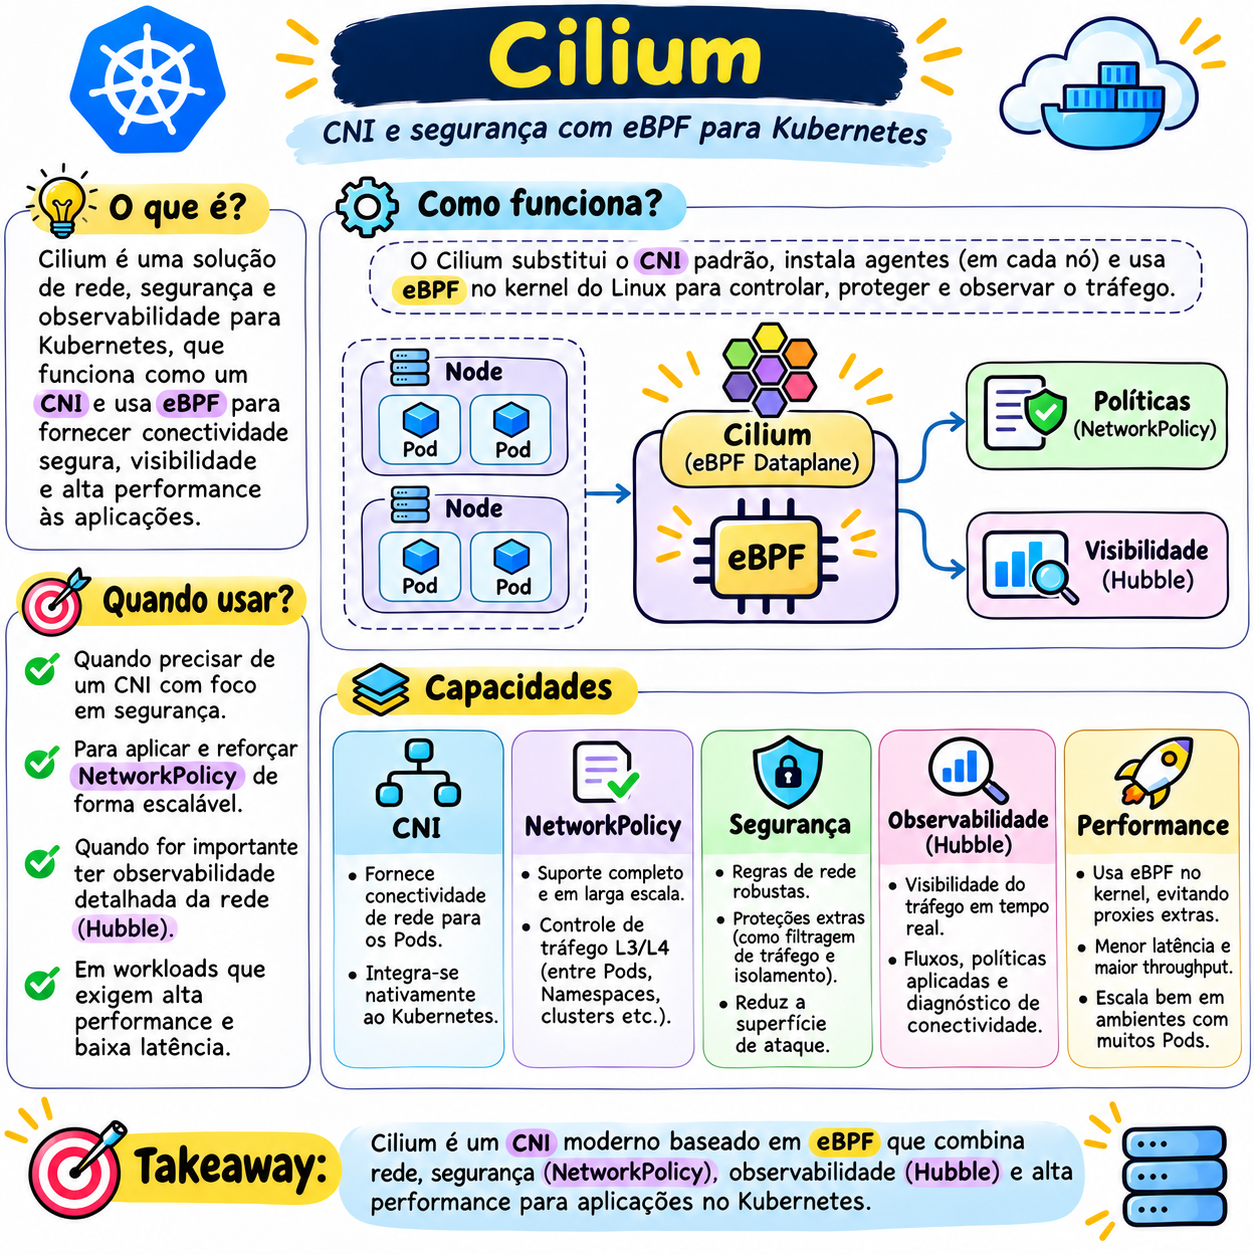 Cilium
CNI e segurança com eBPF para Kubernetes
O que é?
Cilium é uma solução
de rede, segurança e
observabilidade para
Kubernetes, que
funciona como um
CNI e usa eBPF para
fornecer conectividade
segura, visibilidade
e alta performance
às aplicações.
Quando usar?
Quando precisar de
um CNI com foco
em segurança.
Para aplicar e reforçar
NetworkPolicy de
forma escalável.
Quando for importante
ter observabilidade
detalhada da rede
(Hubble).
Em workloads que
exigem alta
performance e
baixa latência.
Como funciona?
O Cilium substitui o CNI padrão, instala agentes (em cada nó) e usa
eBPF no kernel do Linux para controlar, proteger e observar o tráfego.
Node
Pod
Pod
Node
Pod
Pod
Cilium
(eBPF Dataplane)
eBPF
Políticas
(NetworkPolicy)
Visibilidade
(Hubble)
Capacidades
CNI
• Fornece
conectividade
de rede para
os Pods.
• Integra-se
nativamente
ao Kubernetes.
NetworkPolicy
• Suporte completo
e em larga escala.
• Controle de
tráfego L3/L4
(entre Pods,
Namespaces,
clusters etc.).
Segurança
• Regras de rede
robustas.
• Proteções extras
(como filtragem
de tráfego e
isolamento).
• Reduz a
superfície
de ataque.
Observabilidade
(Hubble)
• Visibilidade do
tráfego em tempo
real.
• Fluxos, políticas
aplicadas e
diagnóstico de
conectividade.
Performance
• Usa eBPF no
kernel, evitando
proxies extras.
• Menor latência e
maior throughput.
• Escala bem em
ambientes com
muitos Pods.
Takeaway:
Cilium é um CNI moderno baseado em eBPF que combina
rede, segurança (NetworkPolicy), observabilidade (Hubble) e alta
performance para aplicações no Kubernetes.